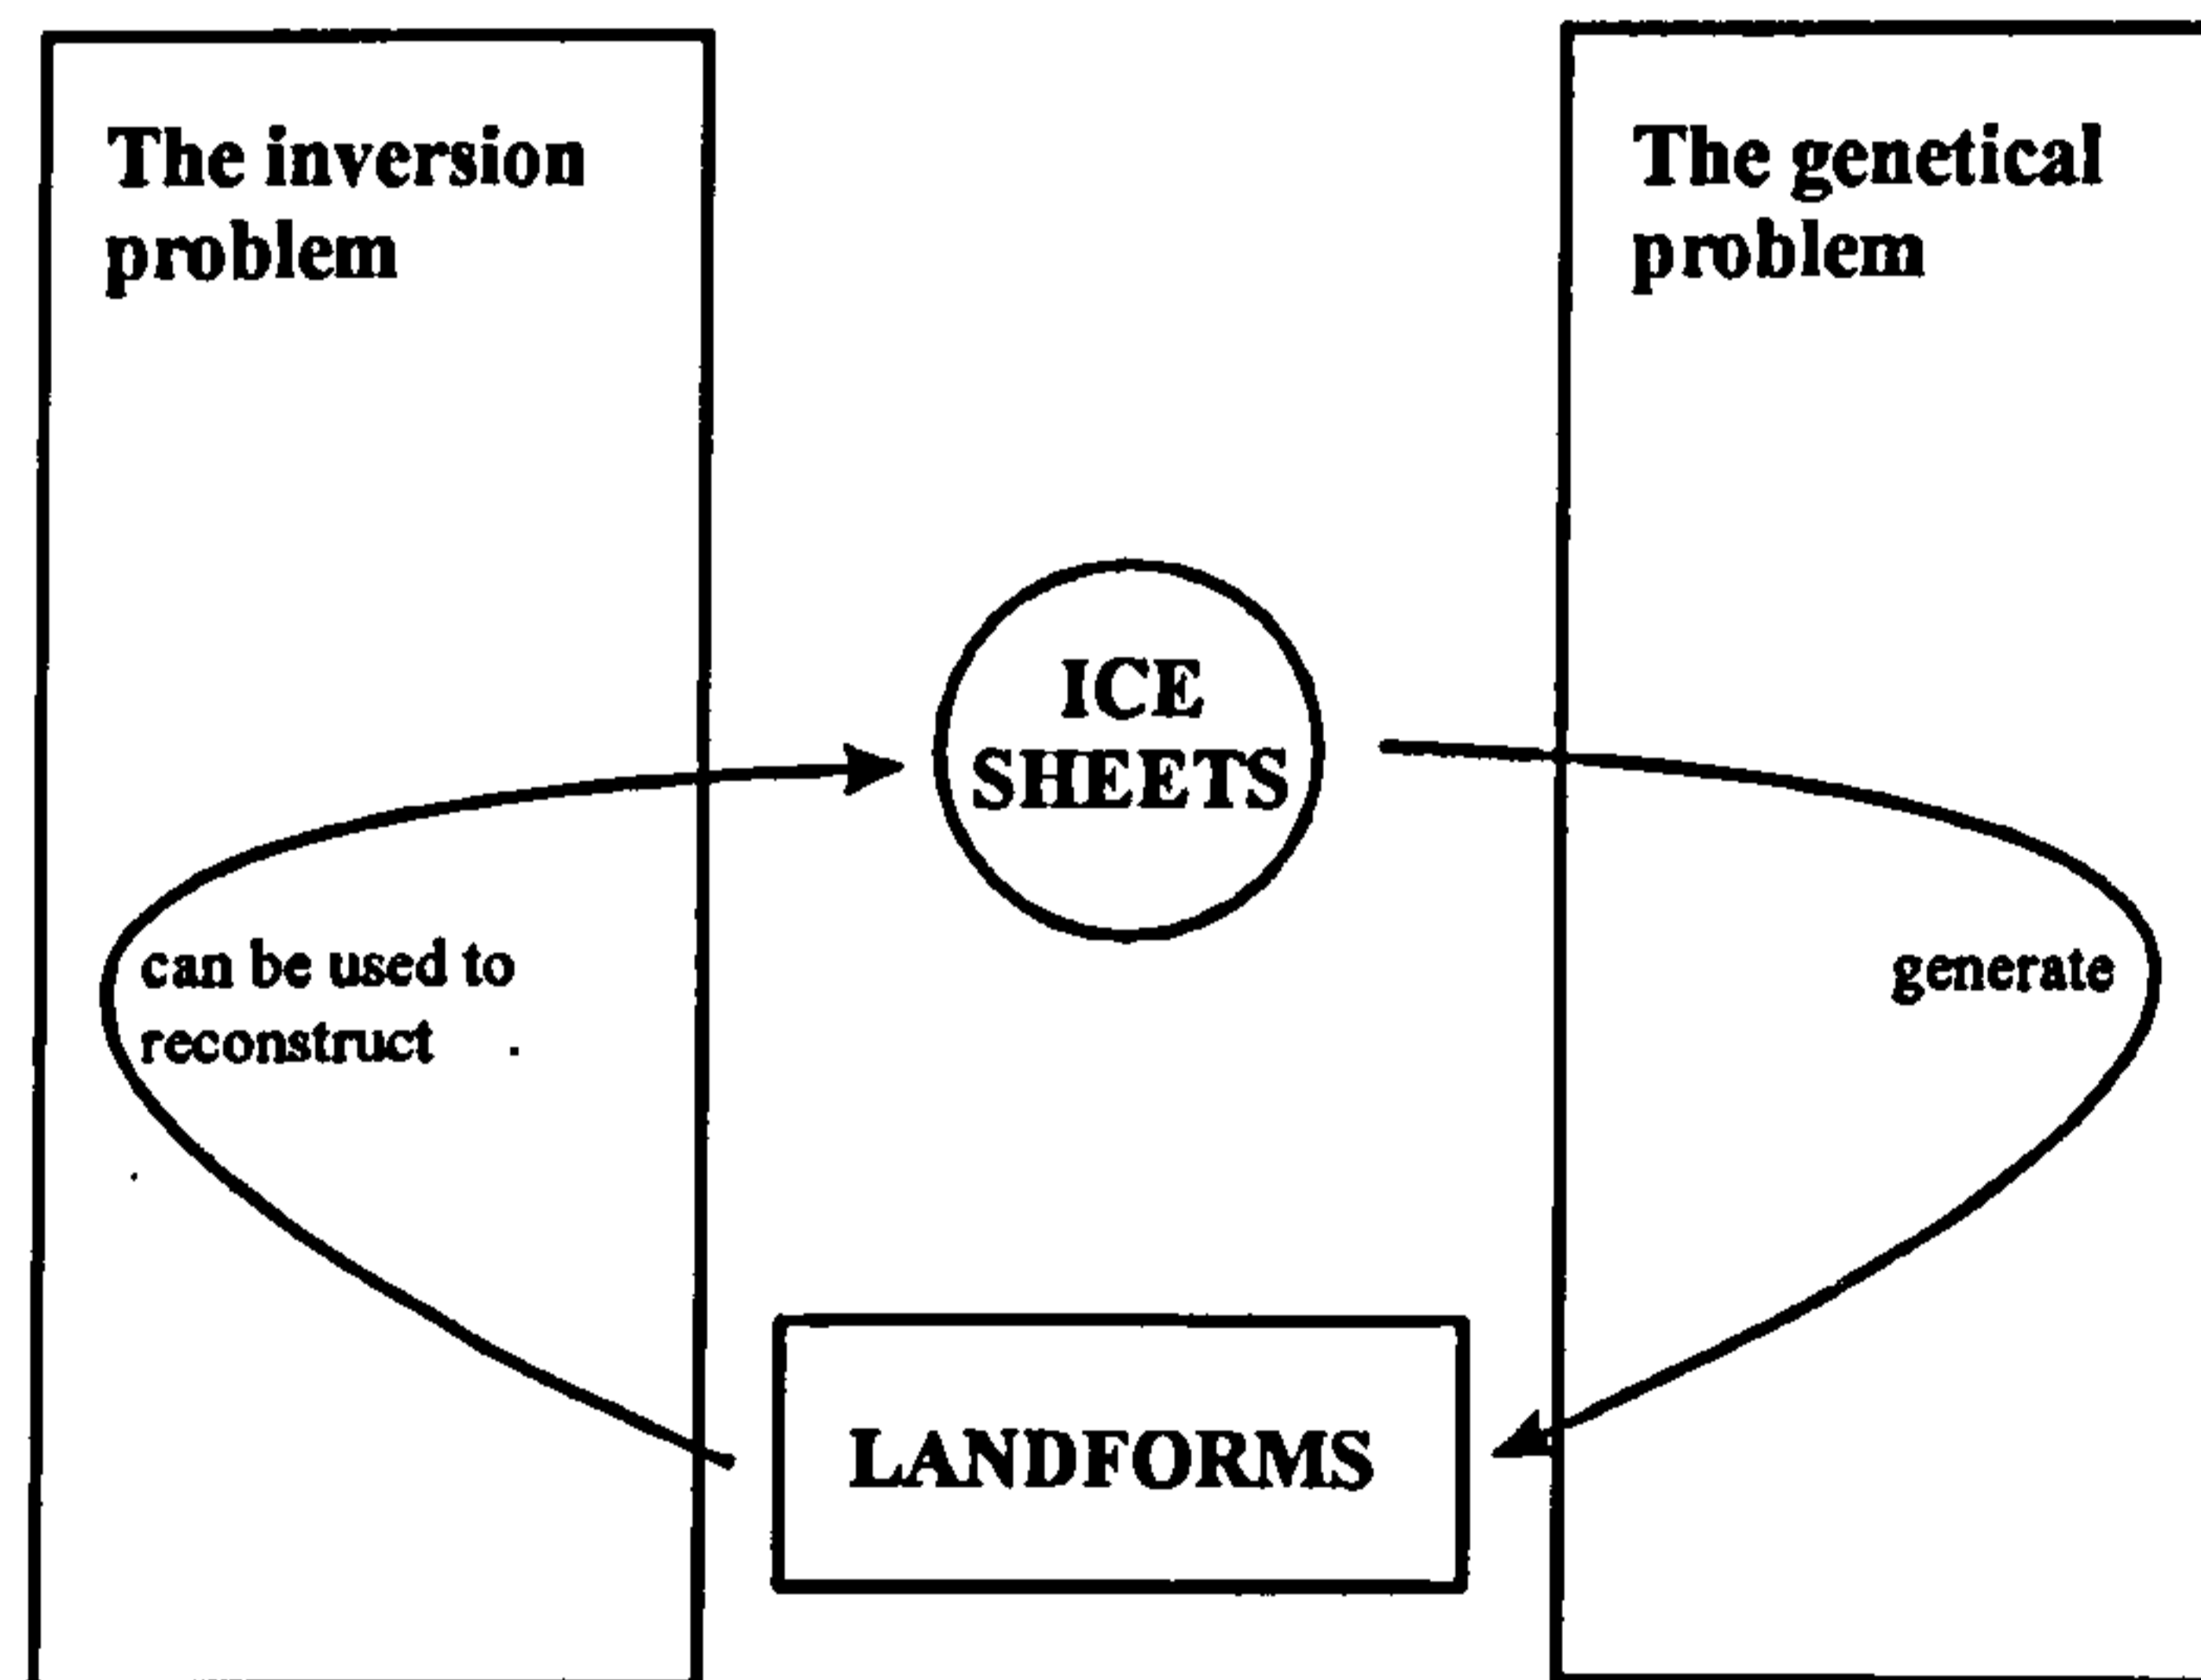 The inversion
problem
The genetical
problem
ICE
SHEETS
can be used to
reconstruct
generate
LANDFORMS